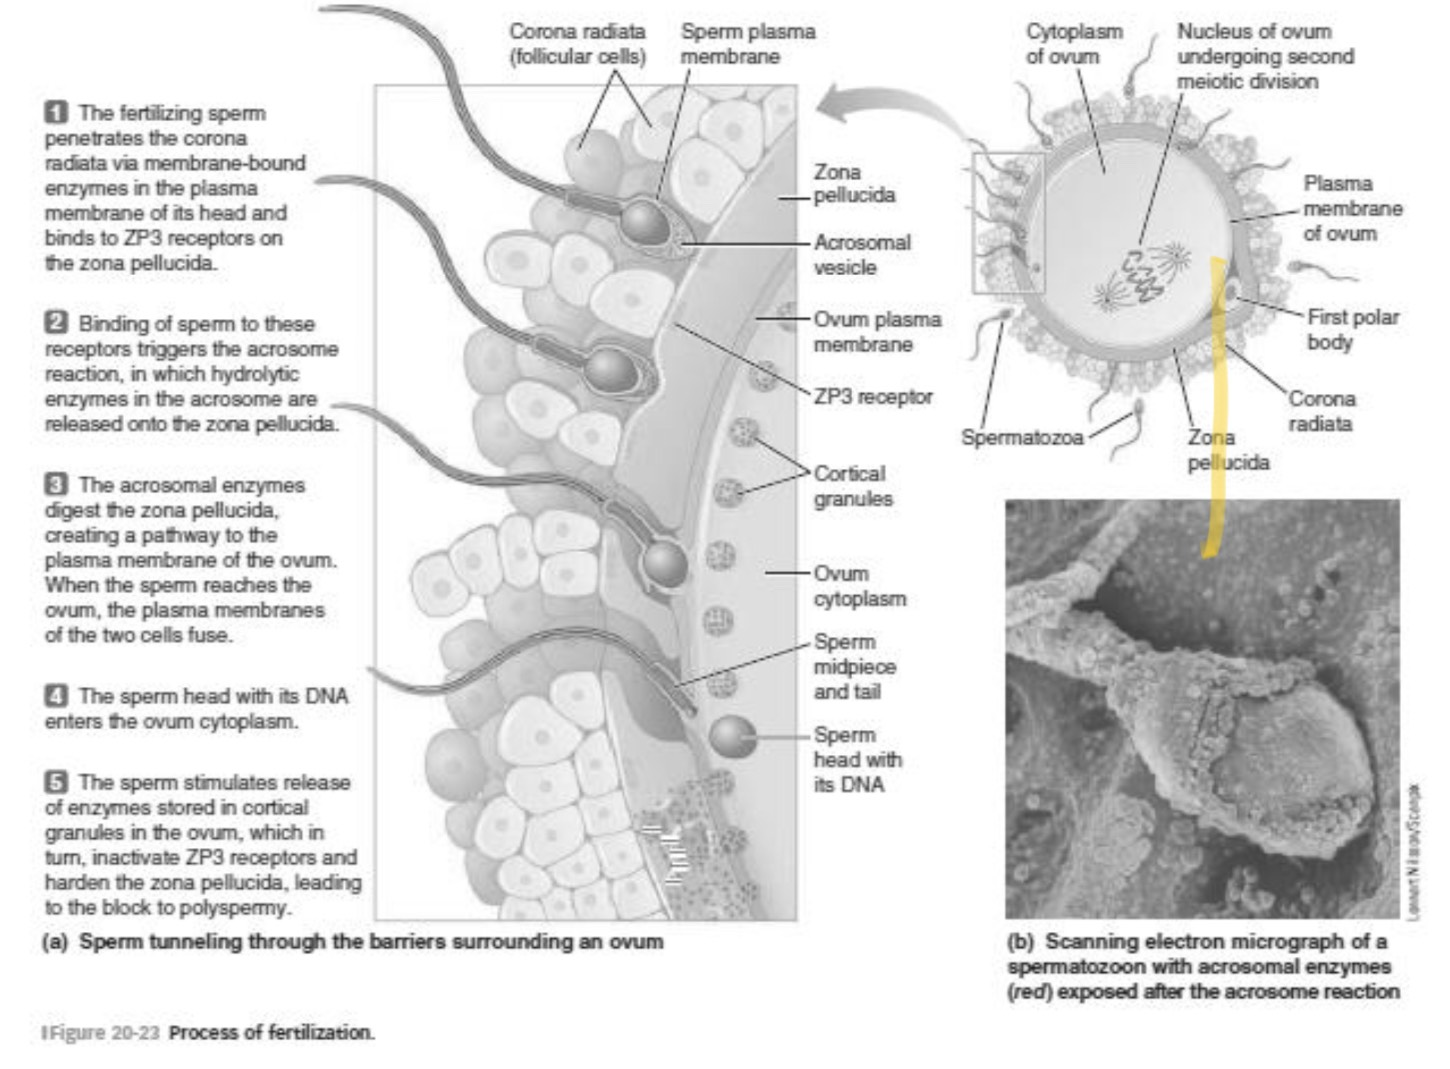 Corona radiata
(follicular cells)
Sperm plasma
membrane
Cytoplasm
of ovum
Nucleus of ovum
undergoing second
meiotic division
1 The fertilizing sperm
penetrates the corona
radiata via membrane-bound
enzymes in the plasma
membrane of its head and
binds to ZP3 receptors on
the zona pellucida.
2 Binding of sperm to these
receptors triggers the acrosome
reaction, in which hydrolytic
enzymes in the acrosome are
released onto the zona pellucida.
3 The acrosomal enzymes
digest the zona pellucida,
creating a pathway to the
plasma membrane of the ovum.
When the sperm reaches the
ovum, the plasma membranes
of the two cells fuse.
4 The sperm head with its DNA
enters the ovum cytoplasm.
5 The sperm stimulates release
of enzymes stored in cortical
granules in the ovum, which in
turn, inactivate ZP3 receptors and
harden the zona pellucida, leading
to the block to polyspermy.
Zona
pellucida
Acrosomal
vesicle
Ovum plasma
membrane
ZP3 receptor
Cortical
granules
Ovum
cytoplasm
Sperm
midpiece
and tail
Sperm
head with
its DNA
Plasma
membrane
of ovum
First polar
body
Corona
radiata
Spermatozoa
Zona
pellucida
Lennart Nilsson/Scanpix
(a) Sperm tunneling through the barriers surrounding an ovum
(b) Scanning electron micrograph of a
spermatozoon with acrosomal enzymes
(red) exposed after the acrosome reaction
Figure 20-23 Process of fertilization.